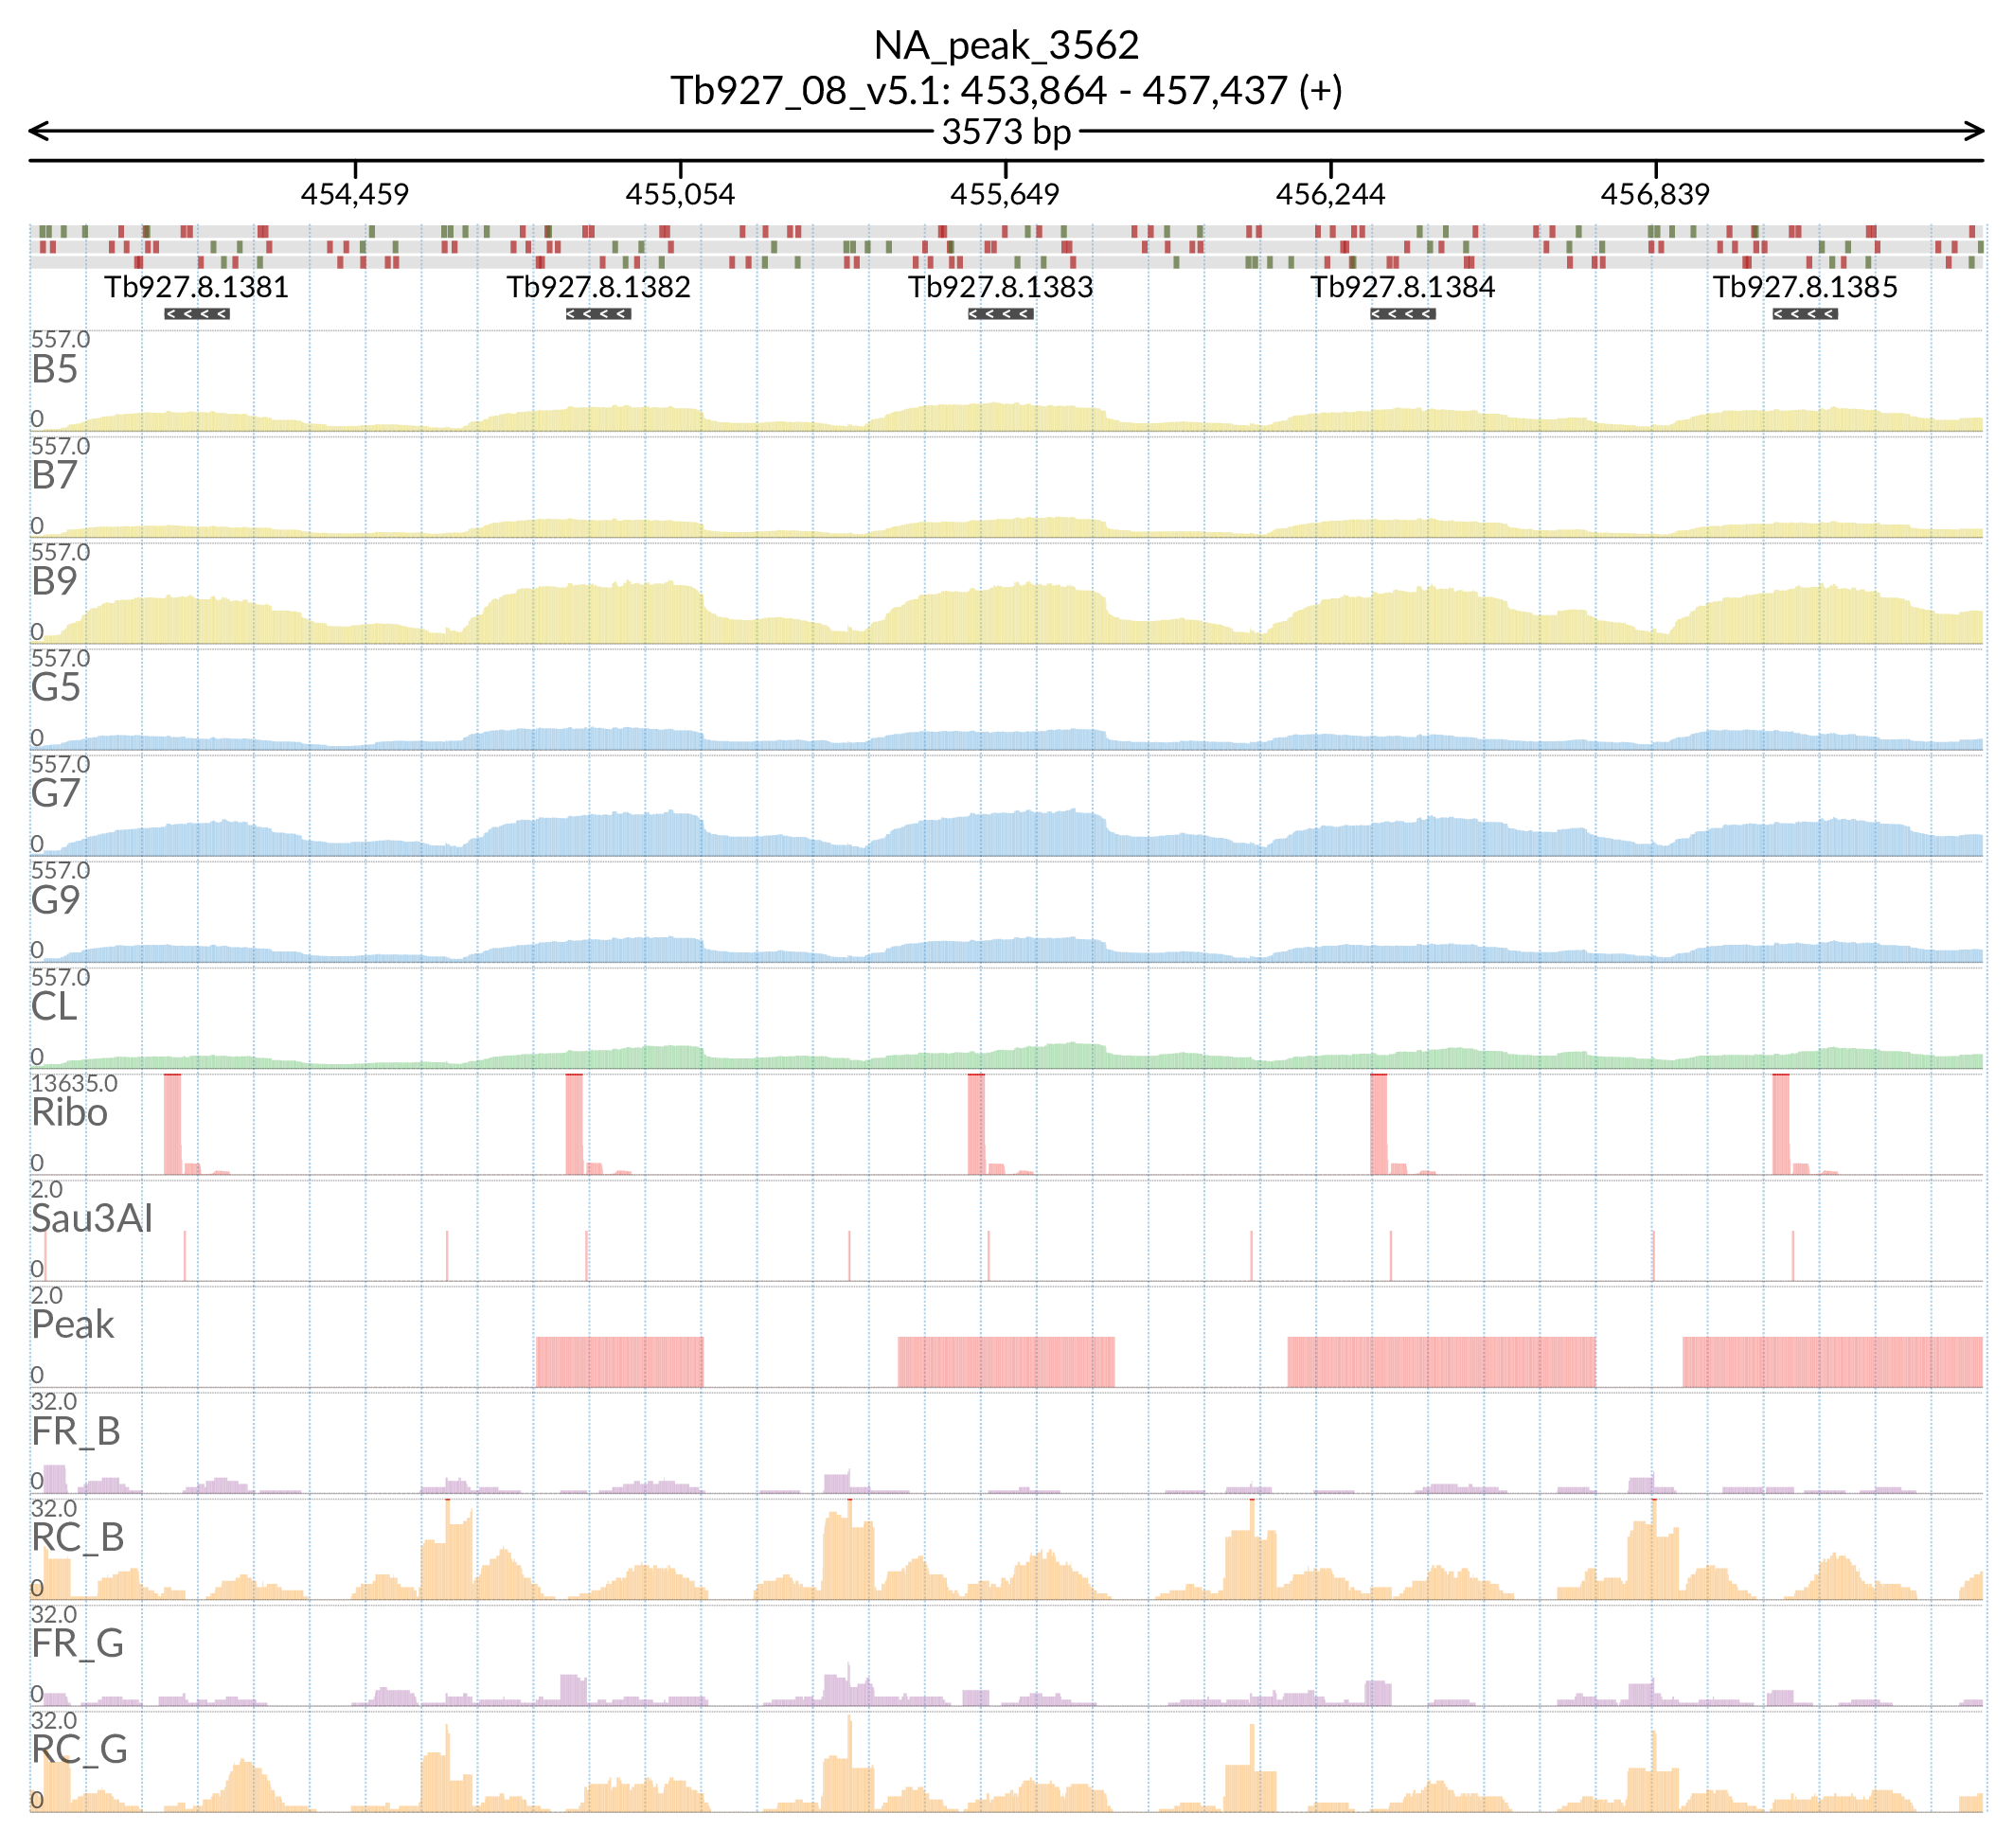 NA_peak_3562
Tb927_08_v5.1: 453,864 - 457,437 (+)
3573 bp
454,459 455,054 455,649 456,244 456,839
Tb927.8.1381 Tb927.8.1382 Tb927.8.1383 Tb927.8.1384 Tb927.8.1385
557.0
B5
0
557.0
B7
0
557.0
B9
0
557.0
G5
0
557.0
G7
0
557.0
G9
0
557.0
CL
0
13635.0
Ribo
0
2.0
Sau3AI
0
2.0
Peak
0
32.0
FR_B
0
32.0
RC_B
0
32.0
FR_G
0
32.0
RC_G
0